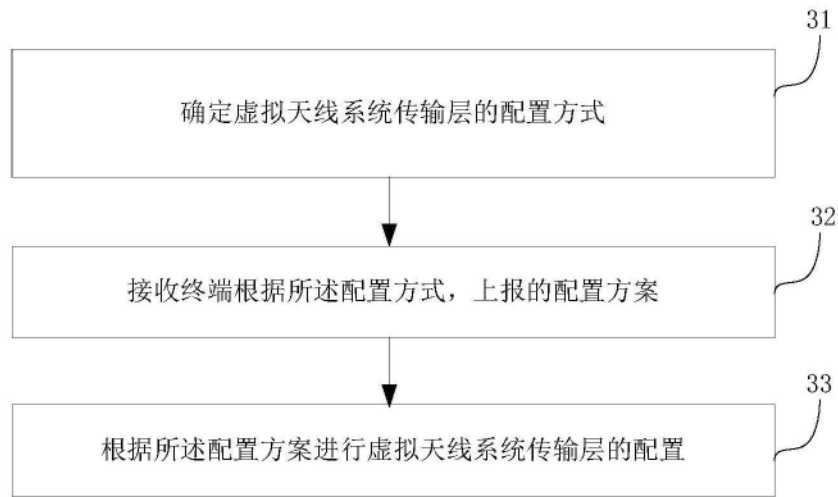 31
确定虚拟天线系统传输层的配置方式
32
接收终端根据所述配置方式，上报的配置方案
33
根据所述配置方案进行虚拟天线系统传输层的配置